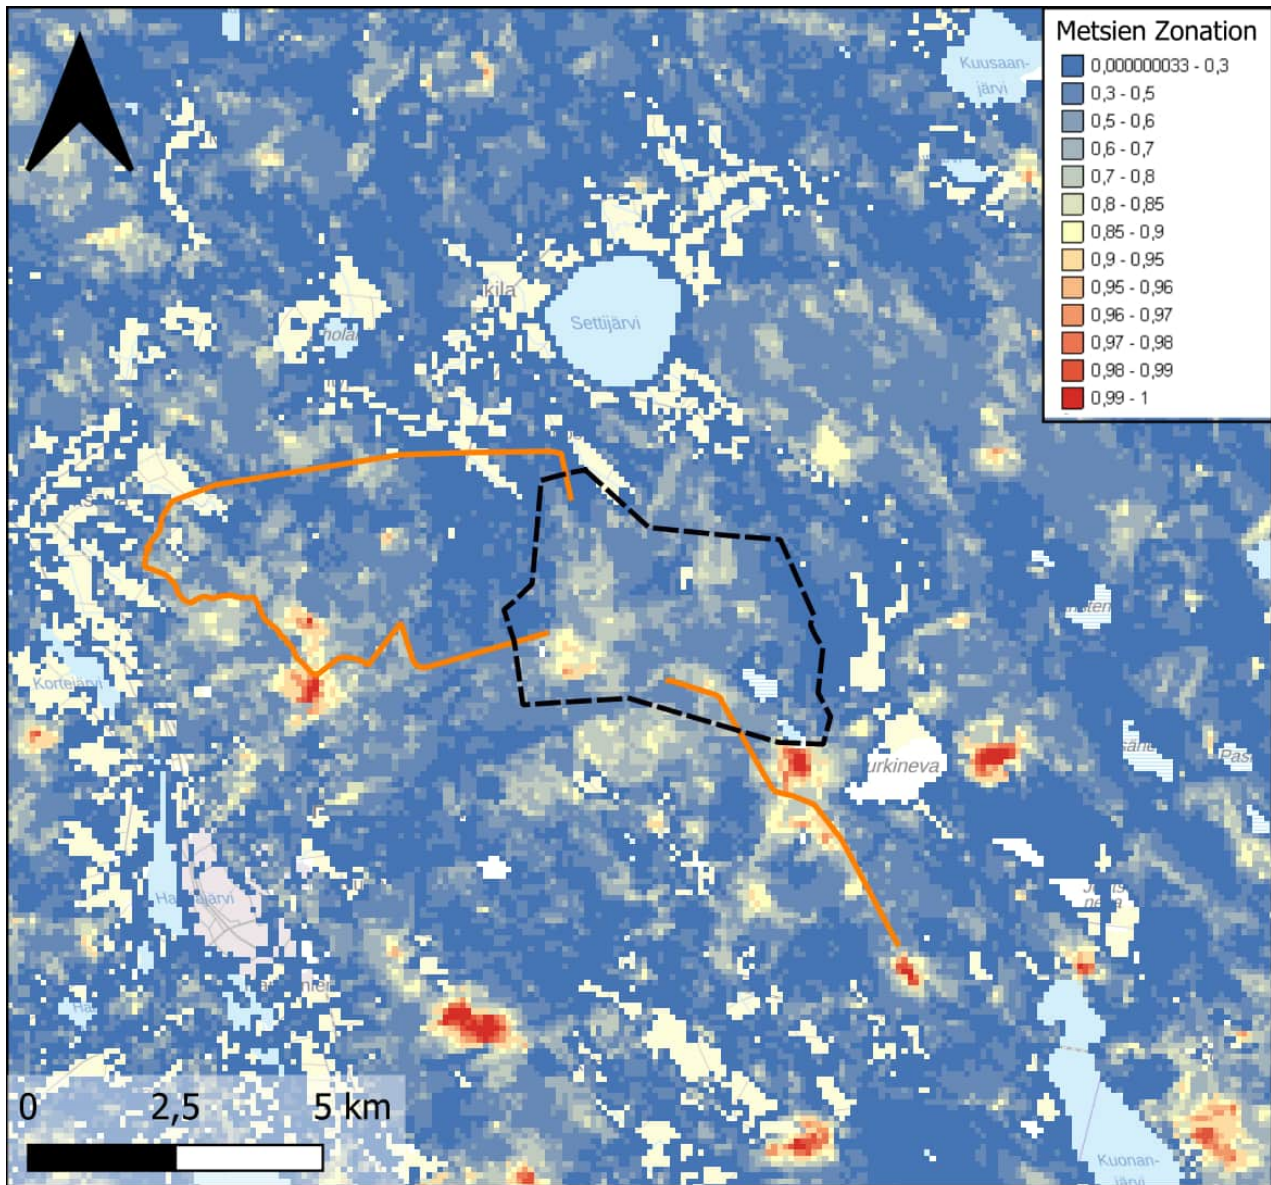 Metsien Zonation
0,000000033 - 0,3
0,3 - 0,5
0,5 - 0,6
0,6 - 0,7
0,7 - 0,8
0,8 - 0,85
0,85 - 0,9
0,9 - 0,95
0,95 - 0,96
0,96 - 0,97
0,97 - 0,98
0,98 - 0,99
0,99 - 1
Kuusaan-
järvi
kila
Settijärvi
Kortejärvi
urkineva
Kuonan-
järvi
0 2,5 5 km